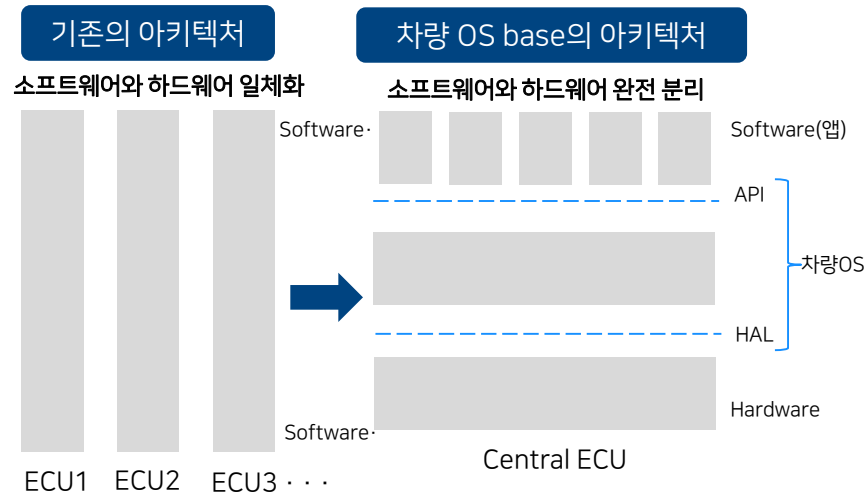 기존의 아키텍처
차량 OS base의 아키텍처
소프트웨어와 하드웨어 일체화
소프트웨어와 하드웨어 완전 분리
Software·
Software(앱)
API
차량OS
HAL
Hardware
Software·
Central ECU
ECU1
ECU2
ECU3 · · ·